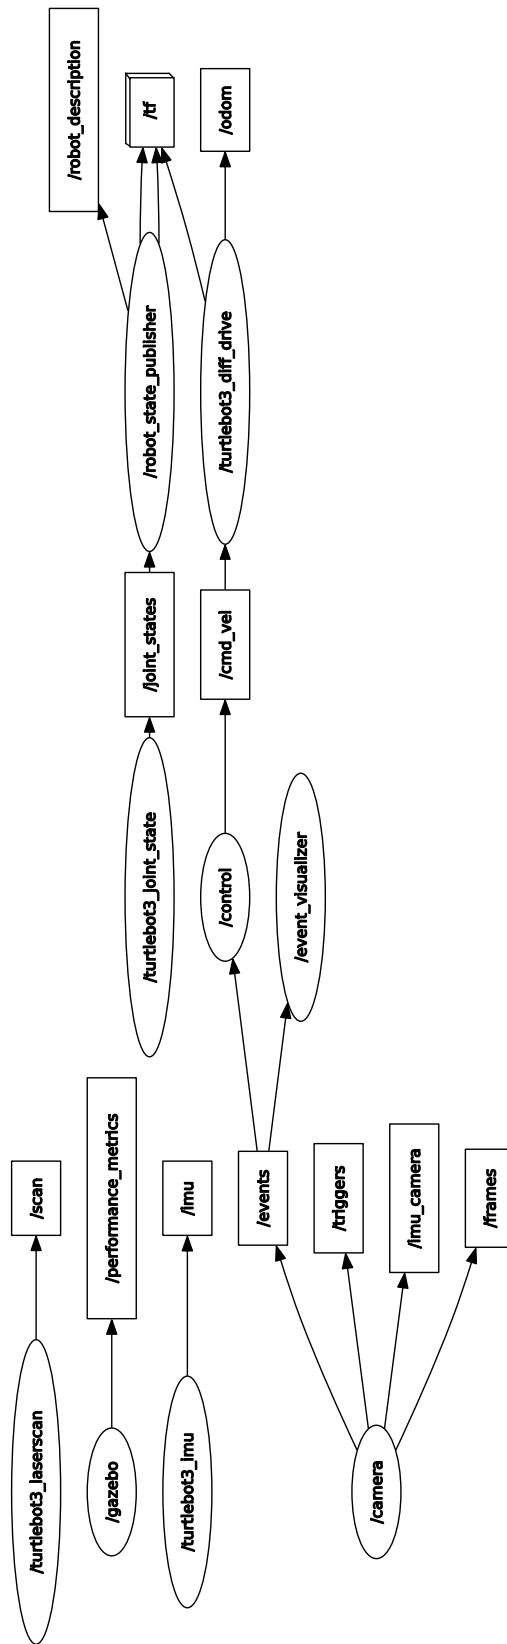 /turtlebot3_laserscan
/scan
/gazebo
/performance_metrics
/turtlebot3_imu
/imu
/camera
/events
/triggers
/imu_camera
/frames
/turtlebot3_joint_state
/control
/event_visualizer
/joint_states
/cmd_vel
/robot_state_publisher
/turtlebot3_diff_drive
/robot_description
/tf
/odom